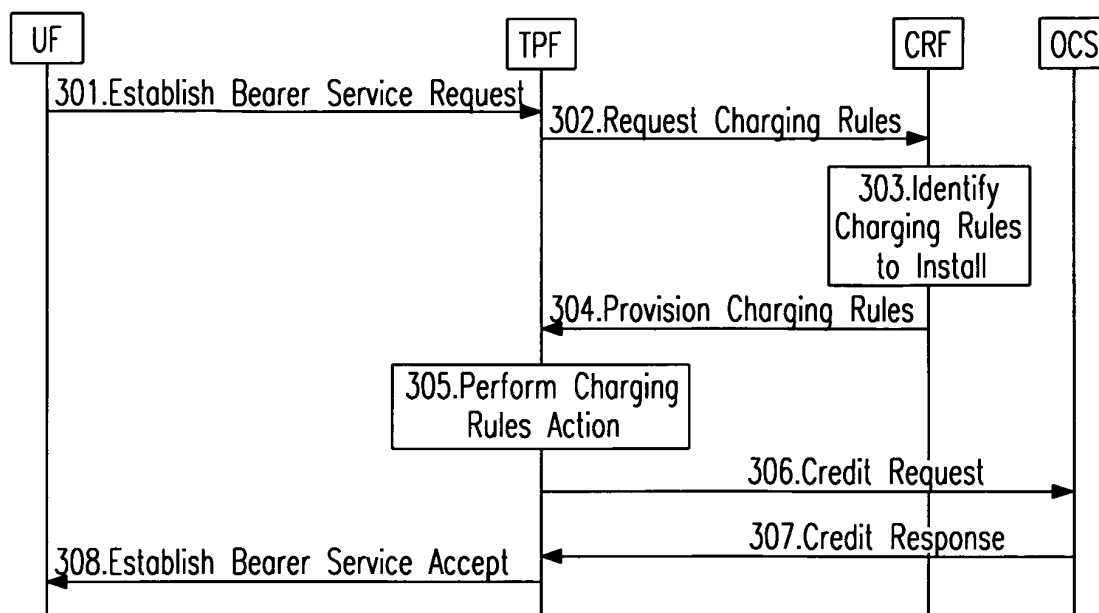 UF
TPF
CRF
OCS
301.Establish Bearer Service Request
302.Request Charging Rules
303.Identify
Charging Rules
to Install
304.Provision Charging Rules
305.Perform Charging
Rules Action
306.Credit Request
307.Credit Response
308.Establish Bearer Service Accept